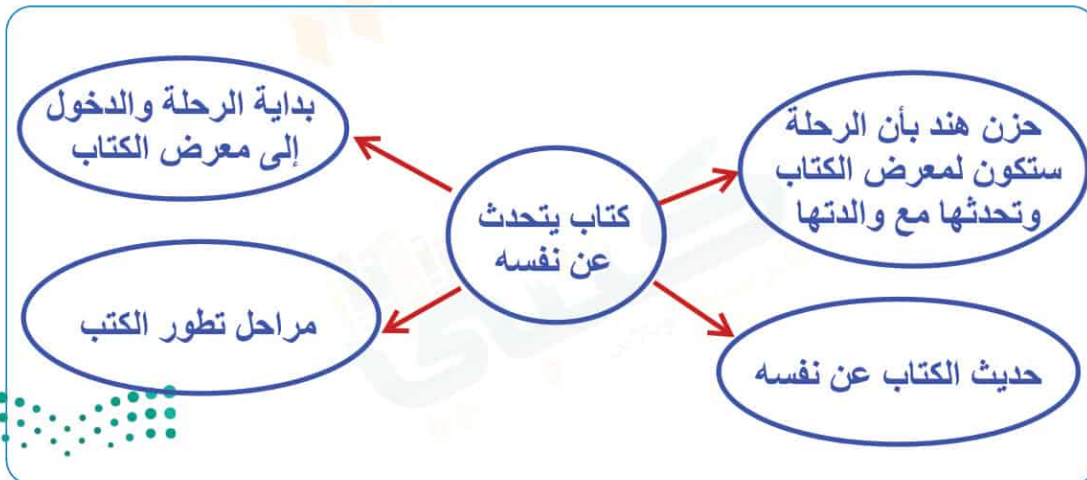 حزن هند بأن الرحلة
ستكون لمعرض الكتاب
وتحدثها مع والدتها
بداية الرحلة والدخول
إلى معرض الكتاب
كتاب يتحدث
عن نفسه
حديث الكتاب عن نفسه
مراحل تطور الكتب